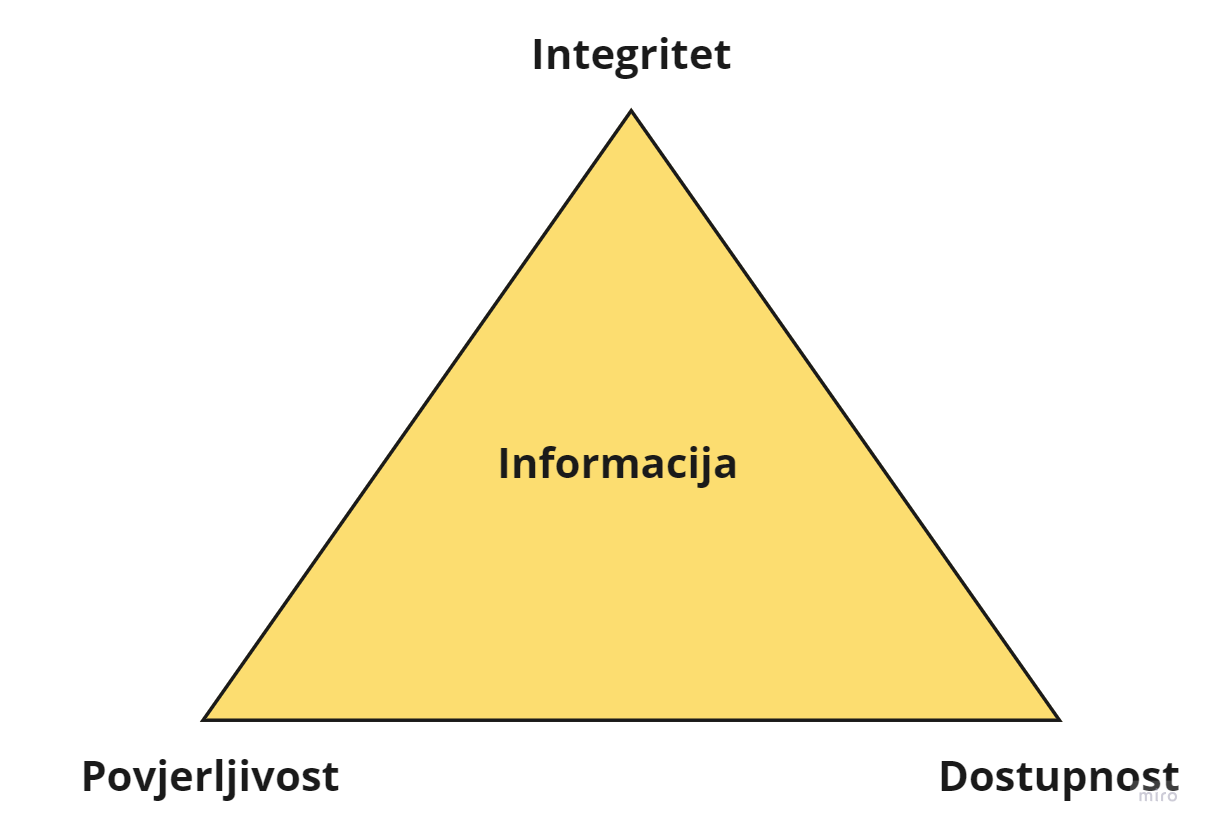 Integritet
Informacija
Povjerljivost
Dostupnost
miro